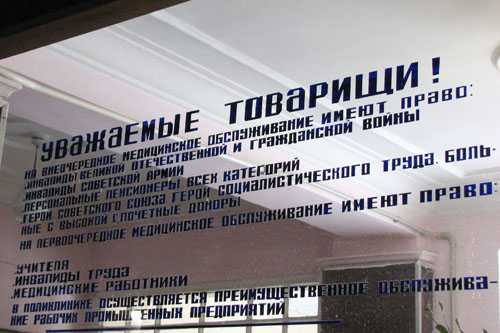 УВАЖАЕМЫЕ ТОВАРИЩИ!
НА ВНЕОЧЕРЕДНОЕ МЕДИЦИНСКОЕ ОБСЛУЖИВАНИЕ ИМЕЮТ ПРАВО:
.ИНВАЛИДЫ ВЕЛИКОЙ ОТЕЧЕСТВЕННОЙ И ГРАЖДАНСКОЙ ВОЙНЫ
.ИНВАЛИДЫ СОВЕТСКОЙ АРМИИ
.ПЕРСОНАЛЬНЫЕ ПЕНСИОНЕРЫ ВСЕХ КАТЕГОРИЙ
.ГЕРОИ СОВЕТСКОГО СОЮЗА ГЕРОИ СОЦИАЛИСТИЧЕСКОГО ТРУДА, БОЛЬ-
НЫЕ С ВЫСОКОЙ t, ПОЧЕТНЫЕ ДОНОРЫ
НА ПЕРВООЧЕРЕДНОЕ МЕДИЦИНСКОЕ ОБСЛУЖИВАНИЕ ИМЕЮТ ПРАВО:
.УЧИТЕЛЯ
.ИНВАЛИДЫ ТРУДА
.МЕДИЦИНСКИЕ РАБОТНИКИ
В ПОЛИКЛИНИКЕ ОСУЩЕСТВЛЯЕТСЯ ПРЕИМУЩЕСТВЕННОЕ ОБСЛУЖИВА-
НИЕ РАБОЧИХ ПРОМЫШЛЕННЫХ ПРЕДПРИЯТИЙ